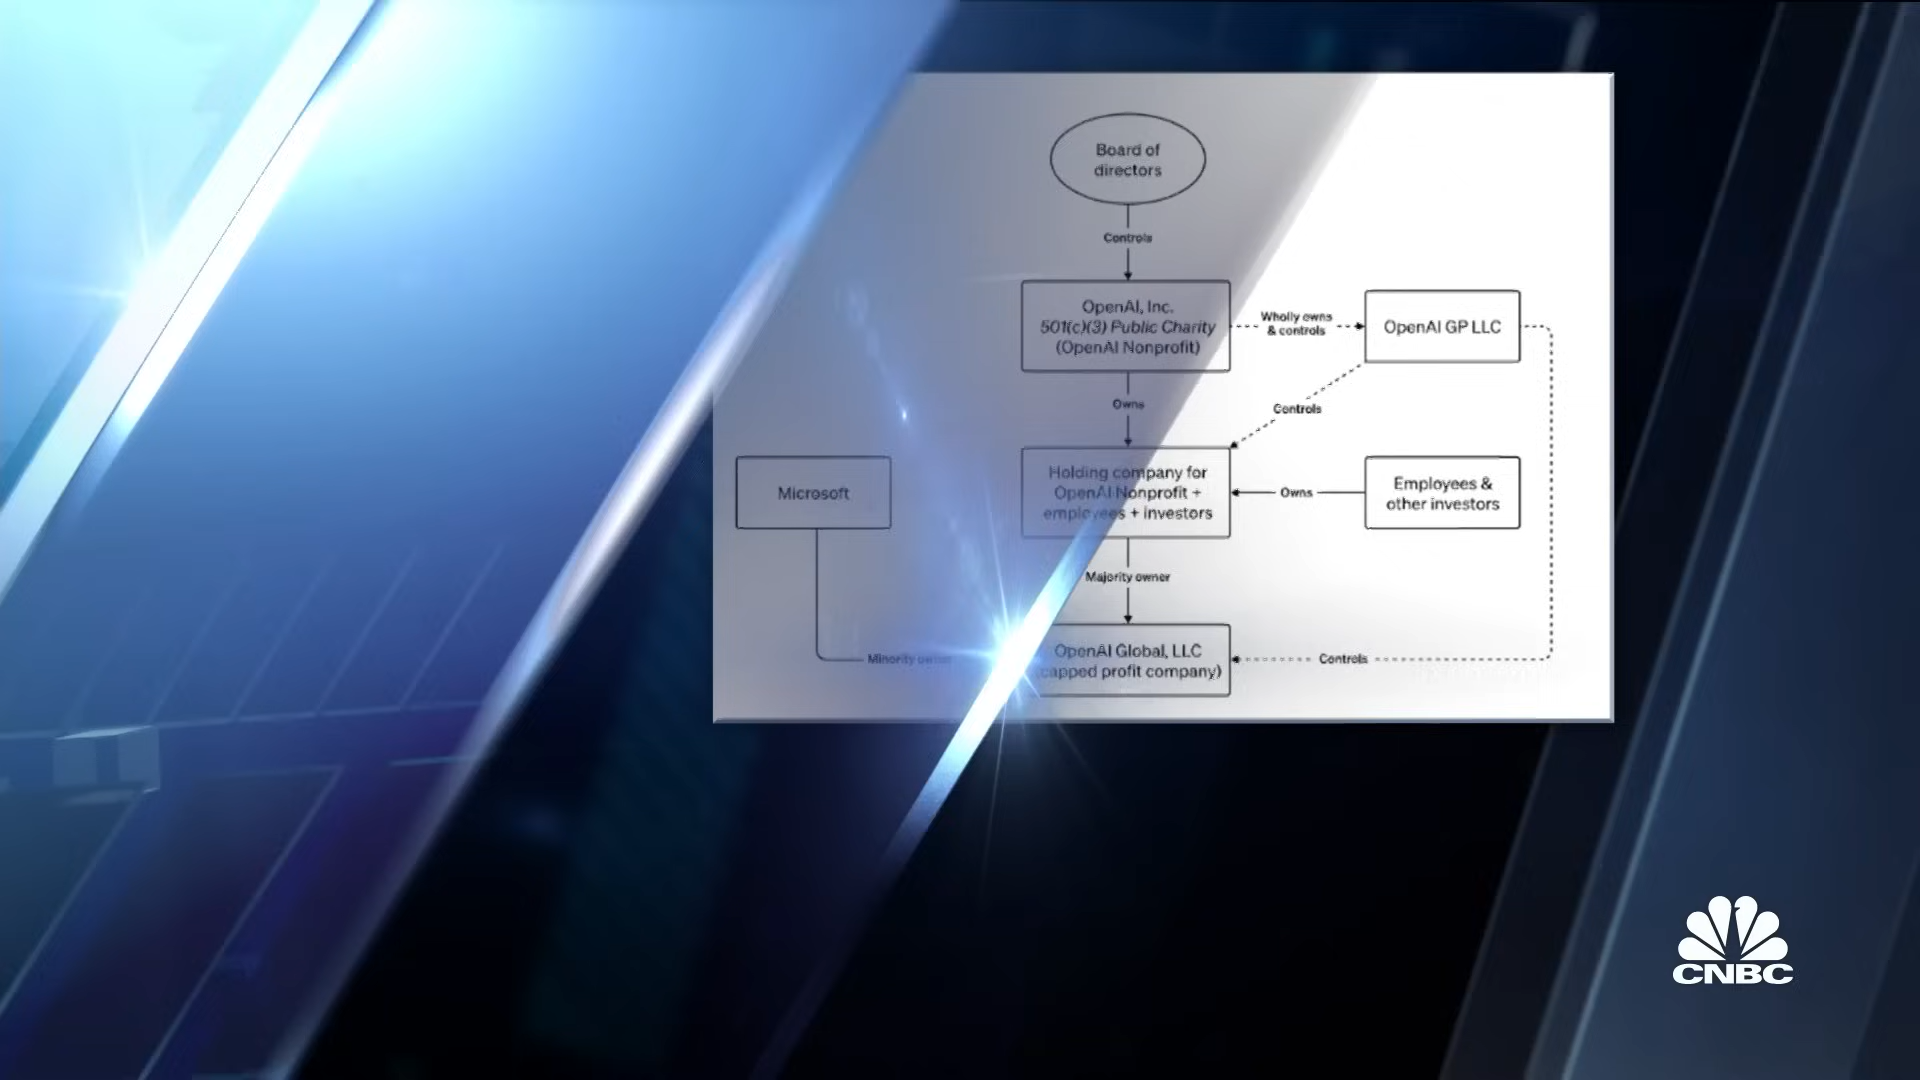 Board of
directors
Controls
OpenAI, Inc.
501(c)(3) Public Charity
(OpenAI Nonprofit)
Wholly owns
& controls
OpenAI GP LLC
Owns
Controls
Microsoft
Holding company for
OpenAI Nonprofit +
employees + investors
Owns
Employees &
other investors
Majority owner
Minority owner
OpenAI Global, LLC
capped profit company)
Controls
CNBC